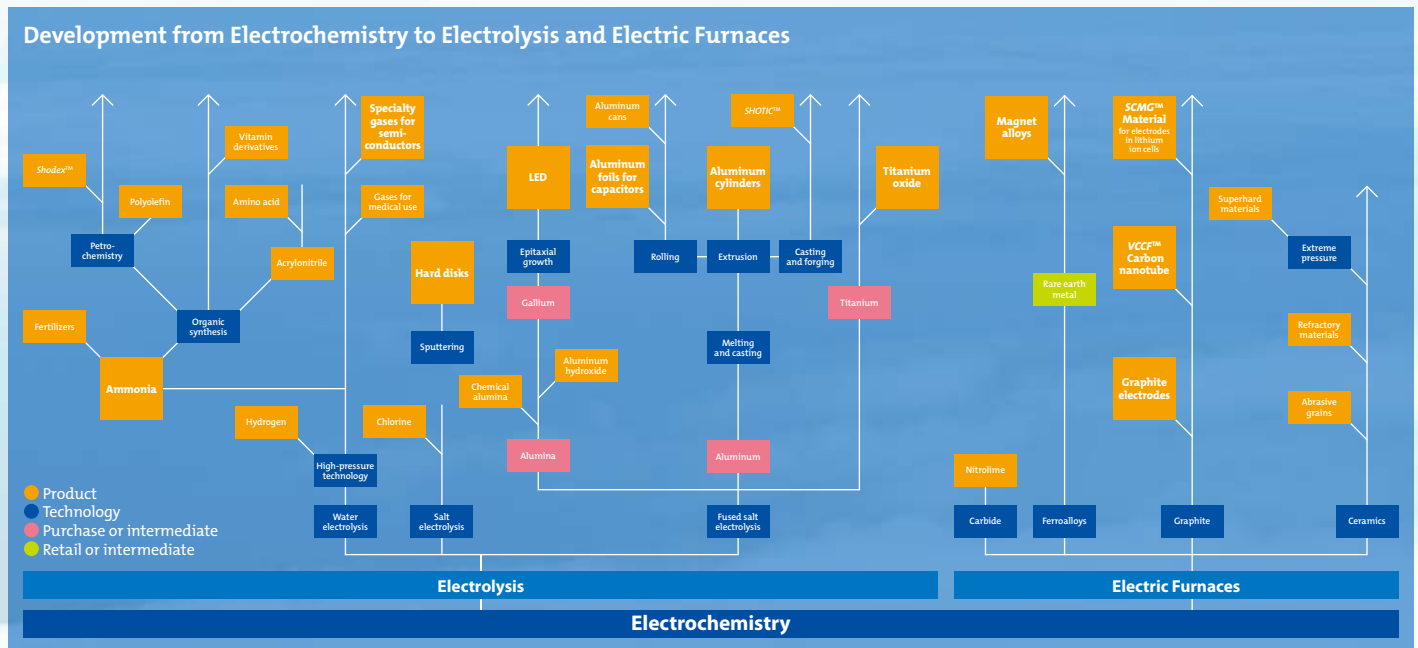 Development from Electrochemistry to Electrolysis and Electric Furnaces
Shodex™
Polyolefin
Petro-
chemistry
Fertilizers
Ammonia
Organic
synthesis
Vitamin
derivatives
Amino acid
Acrylonitrile
Specialty
gases for
semi-
conductors
Gases for
medical use
Hydrogen
High-pressure
technology
Water
electrolysis
Hard disks
Sputtering
Chlorine
Salt
electrolysis
LED
Epitaxial
growth
Gallium
Aluminum
hydroxide
Chemical
alumina
Alumina
Aluminum
cans
Aluminum
foils for
capacitors
Rolling
Aluminum
cylinders
Extrusion
SHOTIC™
Casting
and forging
Melting
and casting
Aluminum
Fused salt
electrolysis
Titanium
oxide
Titanium
Magnet
alloys
Rare earth
metal
Nitrolime
Carbide
Ferroalloys
SCMG™
Material
for electrodes
in lithium
ion cells
VCCF™
Carbon
nanotube
Graphite
electrodes
Graphite
Superhard
materials
Extreme
pressure
Refractory
materials
Abrasive
grains
Ceramics
Product
Technology
Purchase or intermediate
Retail or intermediate
Electrolysis
Electric Furnaces
Electrochemistry